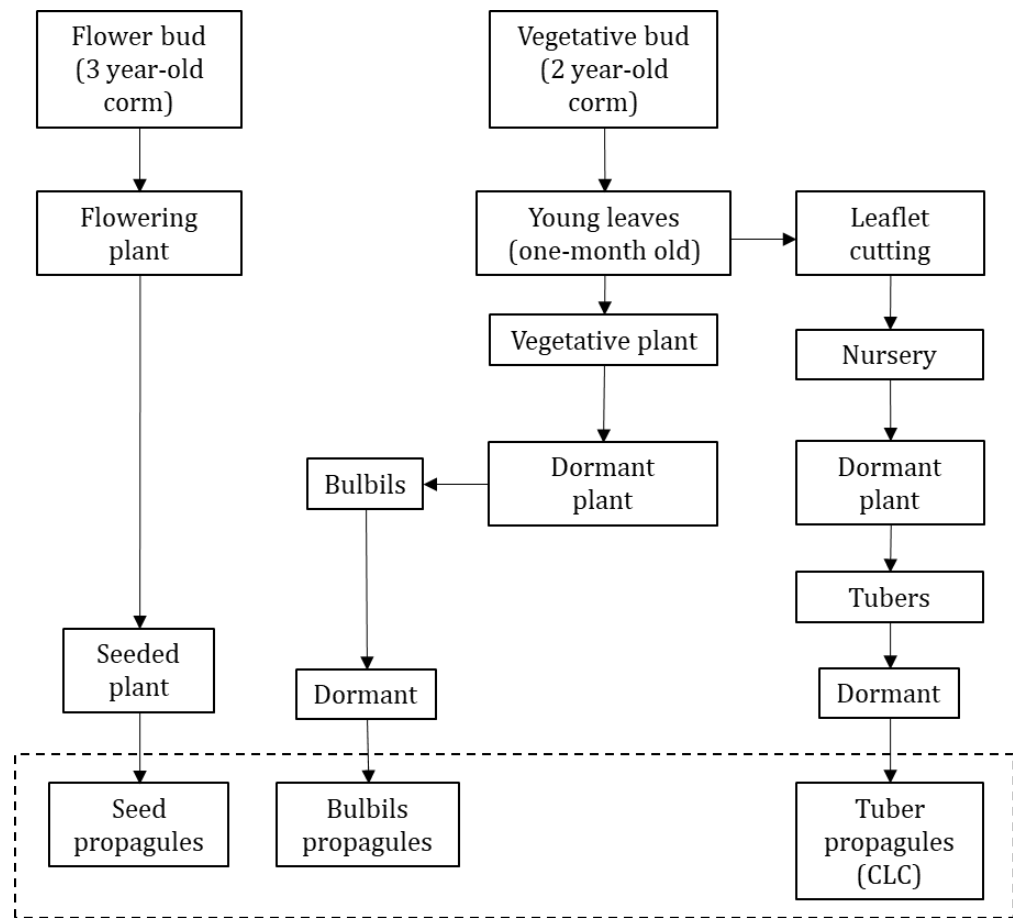 Flower bud
(3 year-old
corm)
Vegetative bud
(2 year-old
corm)
Flowering
plant
Young leaves
(one-month old)
Leaflet
cutting
Vegetative plant
Nursery
Bulbils
Dormant
plant
Dormant
plant
Tubers
Seeded
plant
Dormant
Dormant
Seed
propagules
Bulbils
propagules
Tuber
propagules
(CLC)